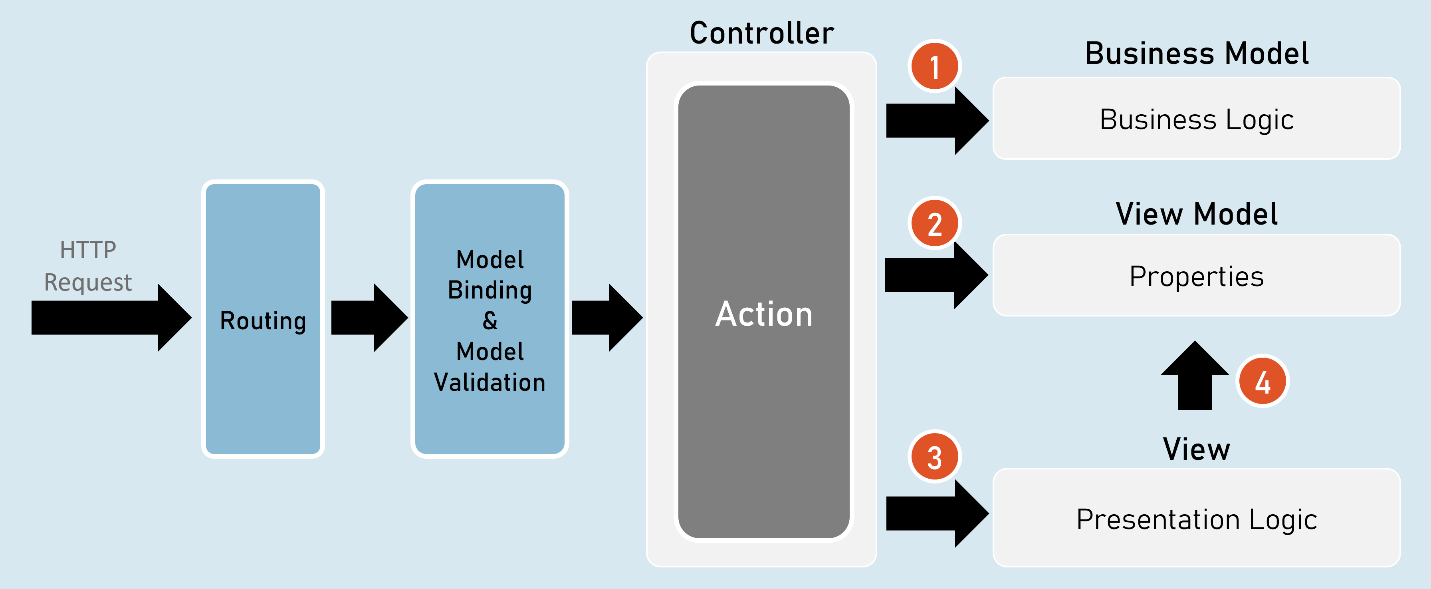 HTTP
Request
Routing
Model
Binding
&
Model
Validation
Controller
Action
1
Business Model
Business Logic
2
View Model
Properties
4
3
View
Presentation Logic